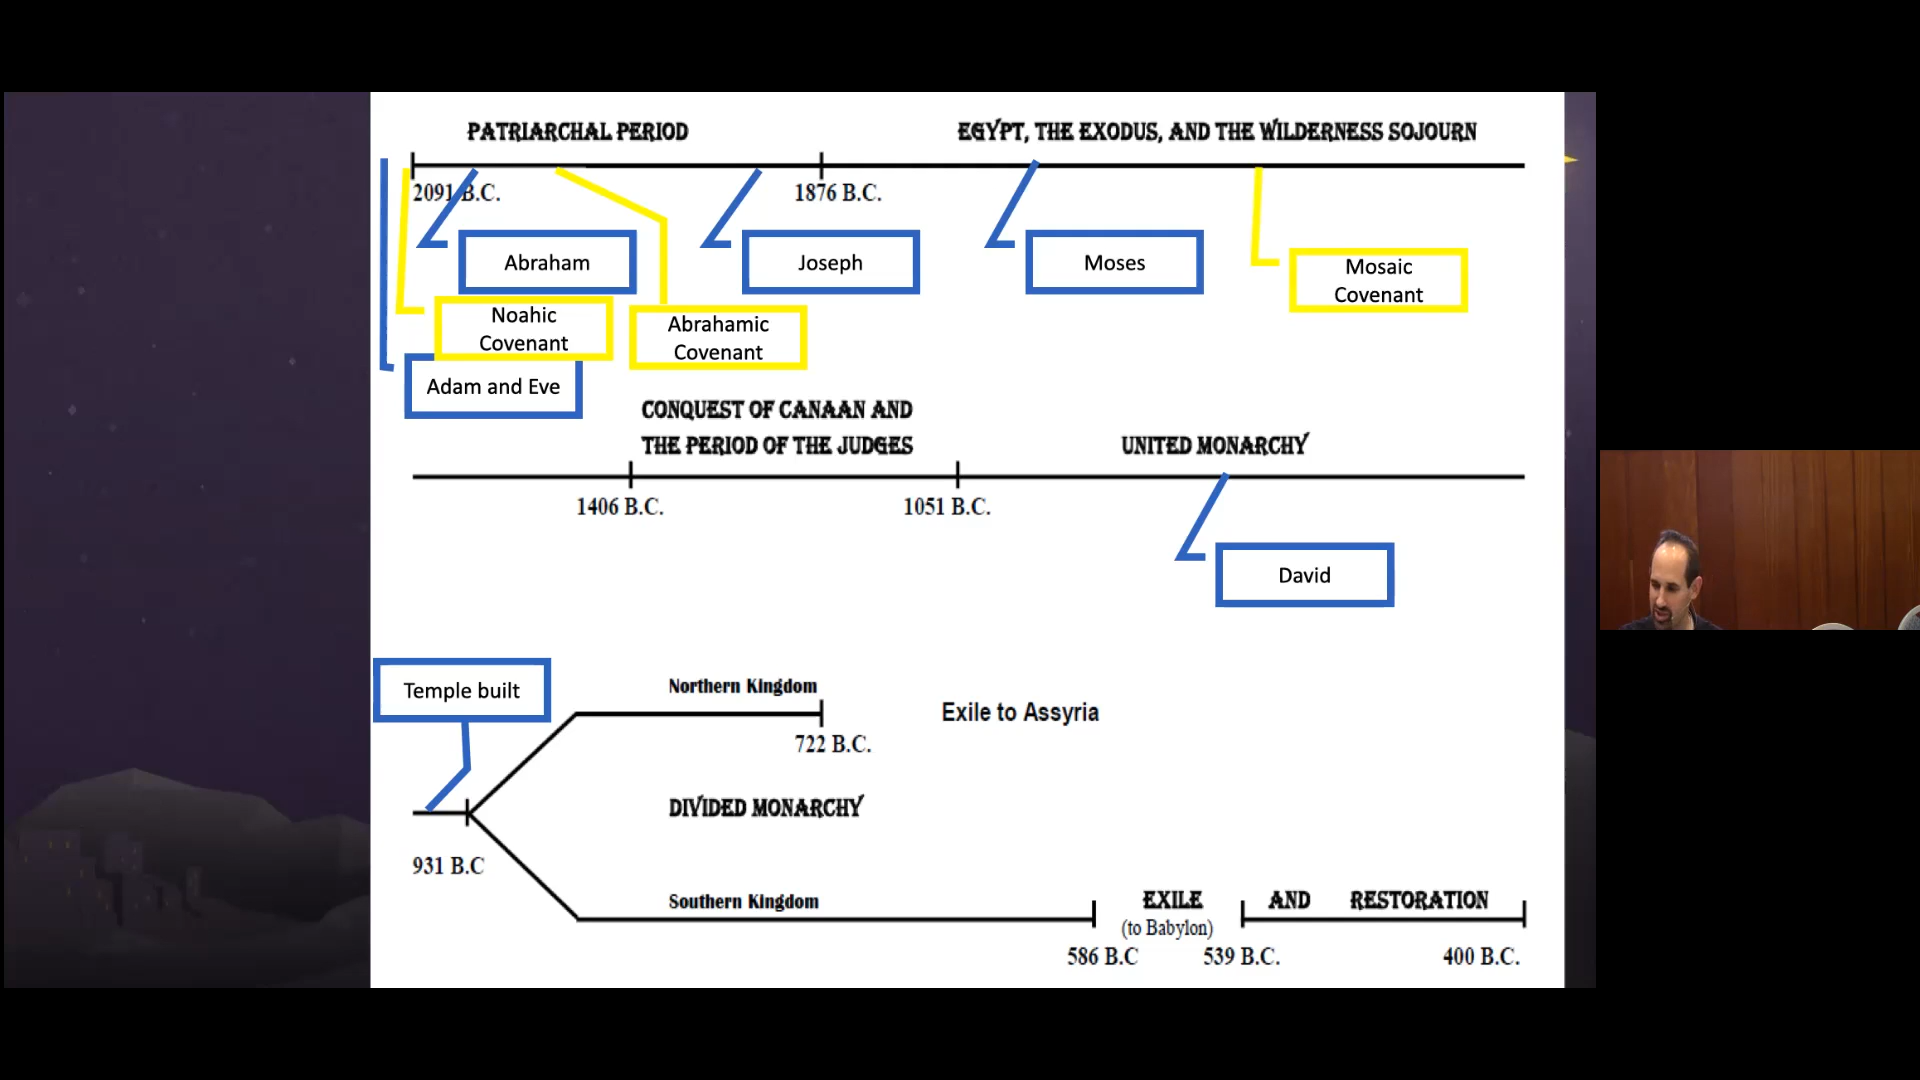 PATRIARCHAL PERIOD
EGYPT, THE EXODUS, AND THE WILDERNESS SOJOURN
2091 B.C.
1876 B.C.
Abraham
Joseph
Moses
Mosaic
Covenant
Noahic
Covenant
Abrahamic
Covenant
Adam and Eve
CONQUEST OF CANAAN AND
THE PERIOD OF THE JUDGES
UNITED MONARCHY
1406 B.C.
1051 B.C.
David
Temple built
Northern Kingdom
Exile to Assyria
722 B.C.
DIVIDED MONARCHY
931 B.C
Southern Kingdom
EXILE AND RESTORATION
(to Babylon)
586 B.C
539 B.C.
400 B.C.